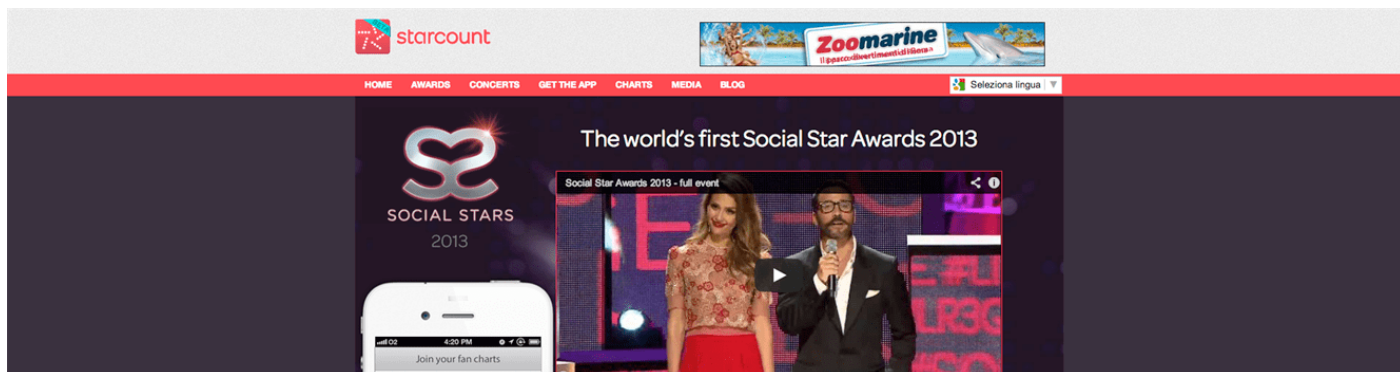 starcount
Zoomarine
HOME AWARDS CONCERTS GET THE APP CHARTS MEDIA BLOG
Seleziona lingua
SOCIAL STARS
2013
The world's first Social Star Awards 2013
Social Star Awards 2013 - full event
O2 4:20 PM
Join your fan charts